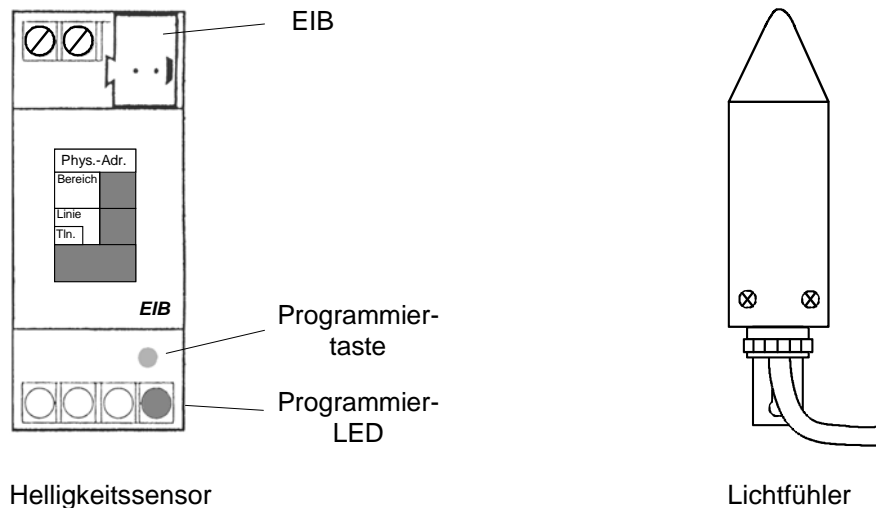 EIB
Phys.-Adr.
Bereich
Linie
Tln.
EIB
Programmier-
taste
Programmier-
LED
Helligkeitssensor
Lichtfühler